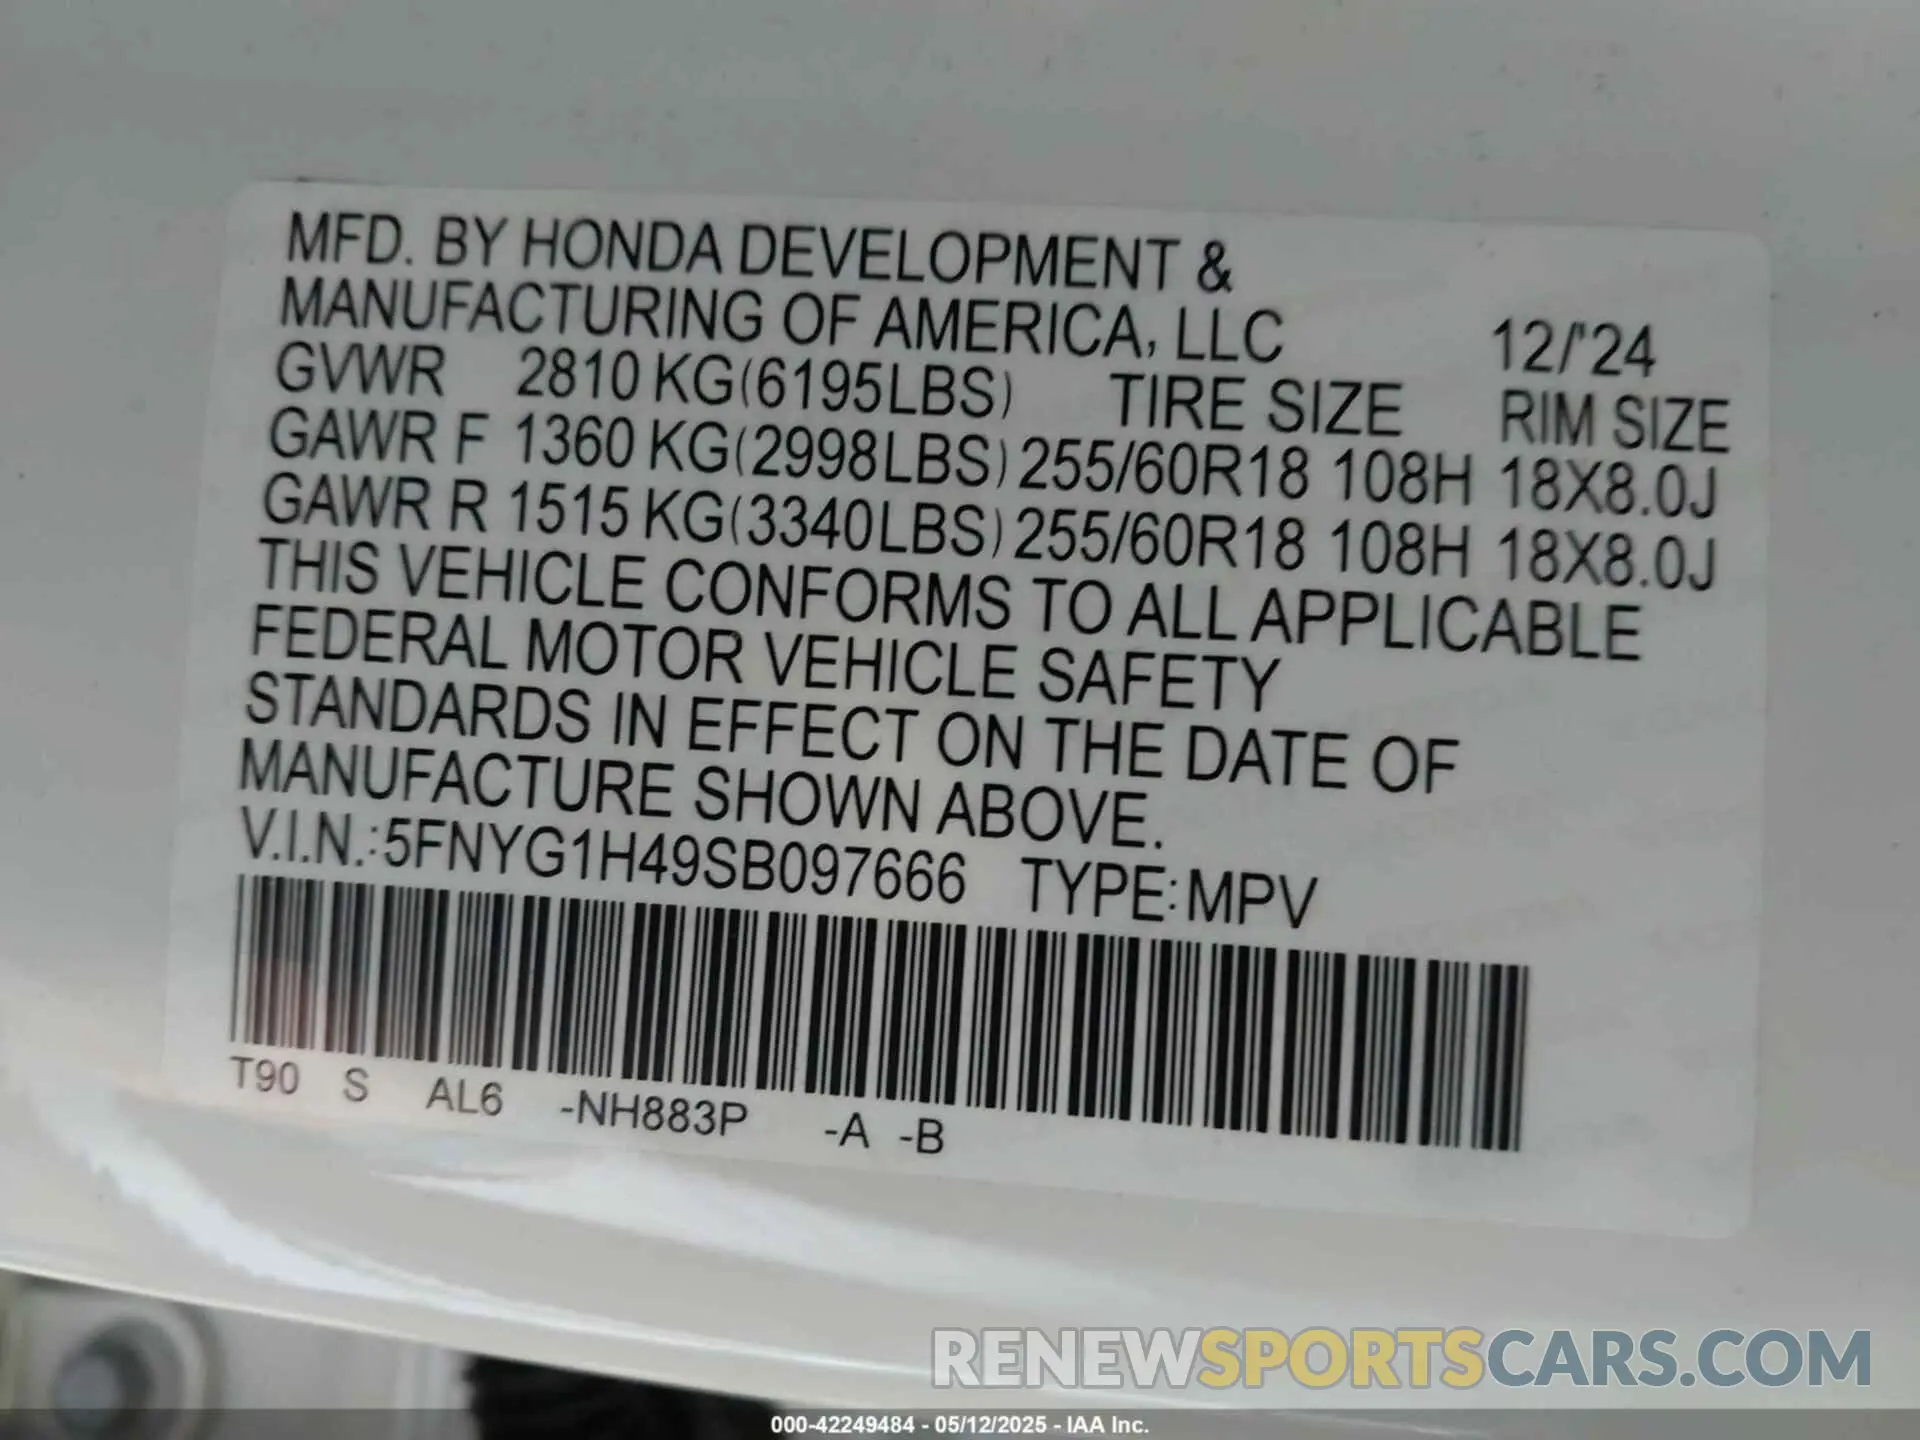 MFD. BY HONDA DEVELOPMENT &
MANUFACTURING OF AMERICA, LLC 12/'24
GVWR 2810 KG(6195LBS) TIRE SIZE RIM SIZE
GAWR F 1360 KG(2998LBS) 255/60R18 108H 18X8.0J
GAWR R 1515 KG(3340LBS) 255/60R18 108H 18X8.0J
THIS VEHICLE CONFORMS TO ALL APPLICABLE
FEDERAL MOTOR VEHICLE SAFETY
STANDARDS IN EFFECT ON THE DATE OF
MANUFACTURE SHOWN ABOVE.
V.I.N.:5FNYG1H49SB097666 TYPE:MPV
T90 S AL6 -NH883P -A -B
RENEWSPORTSCARS.COM
000-42249484 - 05/12/2025 - IAA Inc.